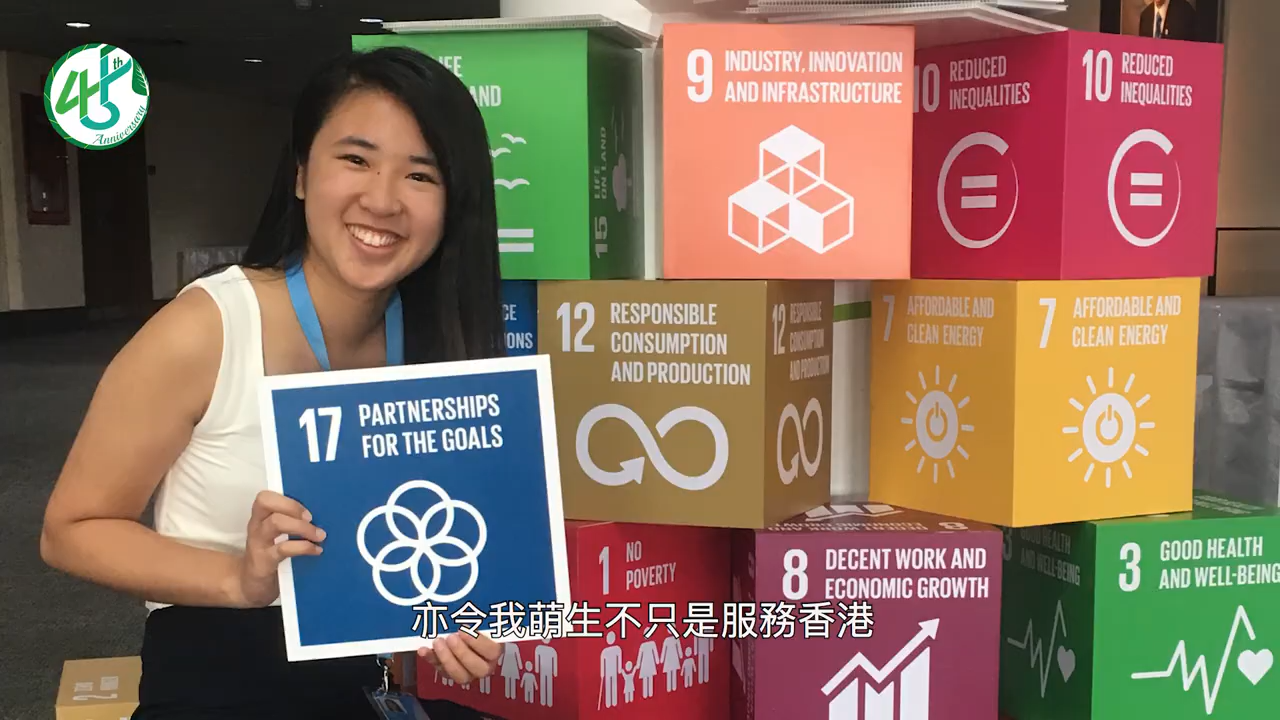 45th
Anniversary
LIFE
ON LAND
15 LIFE
ON LAND
9 INDUSTRY, INNOVATION
AND INFRASTRUCTURE
10 REDUCED
INEQUALITIES
10 REDUCED
INEQUALITIES
12 RESPONSIBLE
CONSUMPTION
AND PRODUCTION
12 RESPONSIBLE
CONSUMPTION
AND PRODUCTION
7 AFFORDABLE AND
CLEAN ENERGY
7 AFFORDABLE AND
CLEAN ENERGY
17 PARTNERSHIPS
FOR THE GOALS
1 NO
POVERTY
8
8 DECENT WORK AND
ECONOMIC GROWTH
3 GOOD HEALTH
AND WELL-BEING
3 GOOD HEALTH
AND WELL-BEING
亦令我萌生不只是服務香港